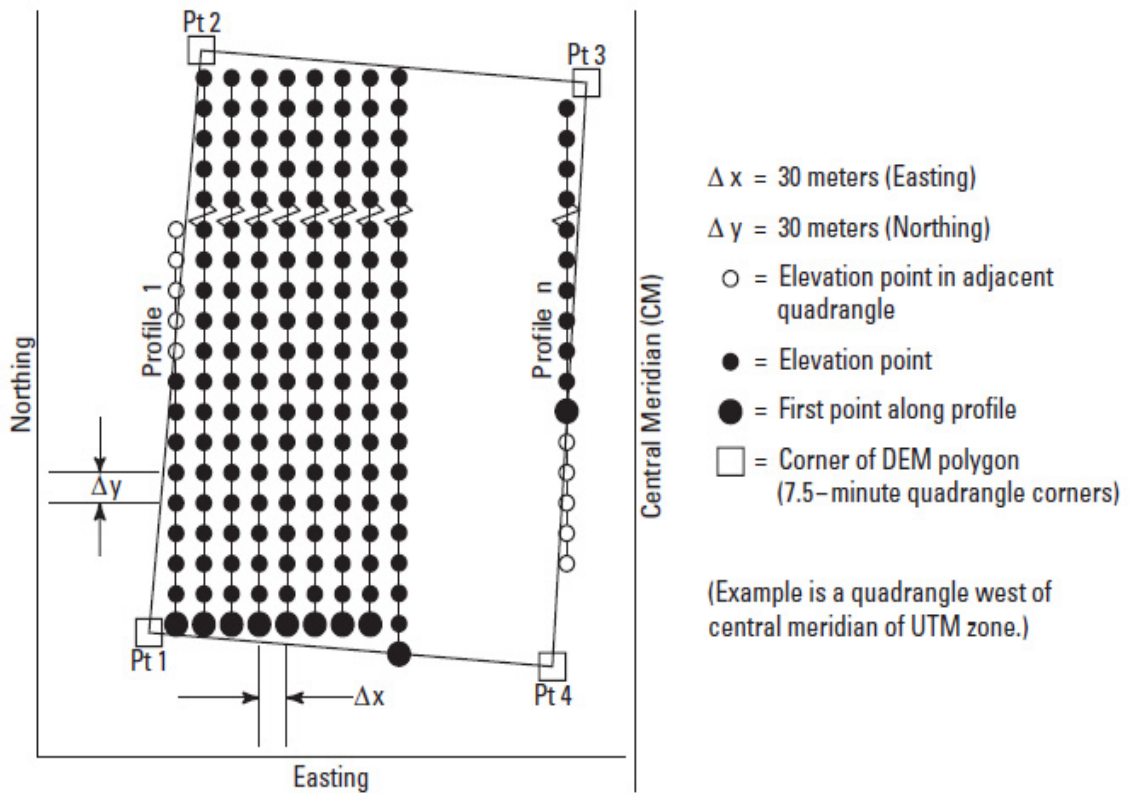 Pt 2
Pt 3
Profile 1
Profile n
Northing
Δy
Pt 1
Pt 4
Δx
Easting
Central Meridian (CM)
Δ x = 30 meters (Easting)
Δ y = 30 meters (Northing)
= Elevation point in adjacent
quadrangle
= Elevation point
= First point along profile
= Corner of DEM polygon
(7.5–minute quadrangle corners)
(Example is a quadrangle west of
central meridian of UTM zone.)